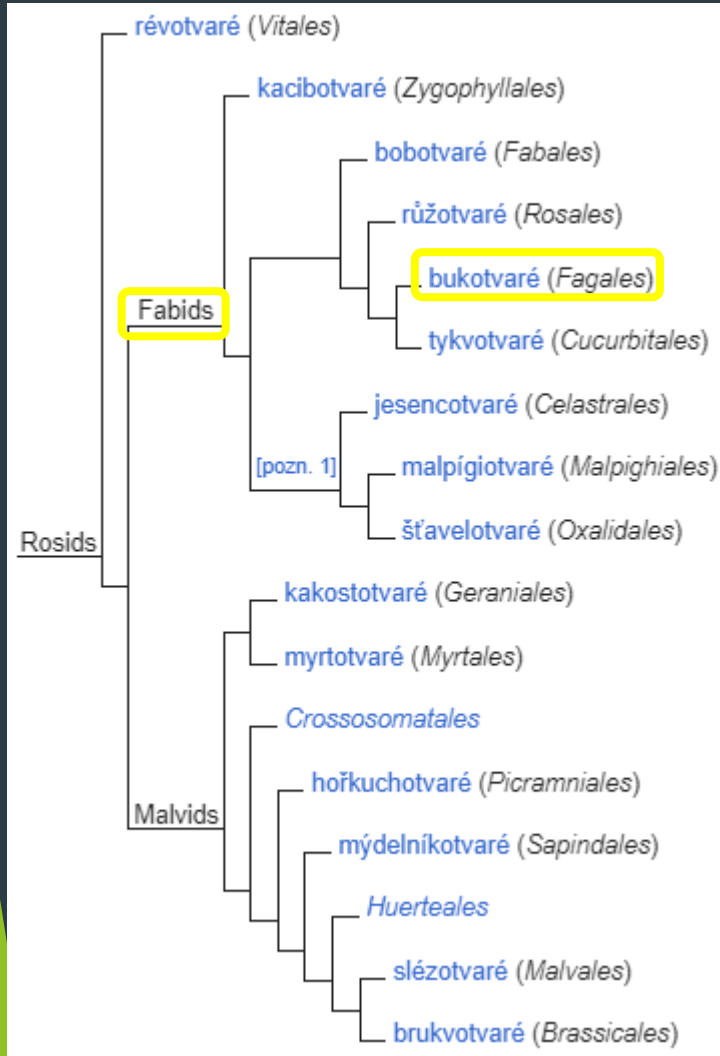 révotvaré (Vitales)
kacibotvaré (Zygophyllales)
bobotvaré (Fabales)
růžotvaré (Rosales)
bukotvaré (Fagales)
Fabids
tykvotvaré (Cucurbitales)
jesencotvaré (Celastrales)
[pozn. 1]
malpígiotvaré (Malpighiales)
šťavelotvaré (Oxalidales)
Rosids
kakostotvaré (Geraniales)
myrtotvaré (Myrtales)
Crossosomatales
hořkuchotvaré (Picramniales)
Malvids
mýdelníkotvaré (Sapindales)
Huerteales
slézotvaré (Malvales)
brukvotvaré (Brassicales)